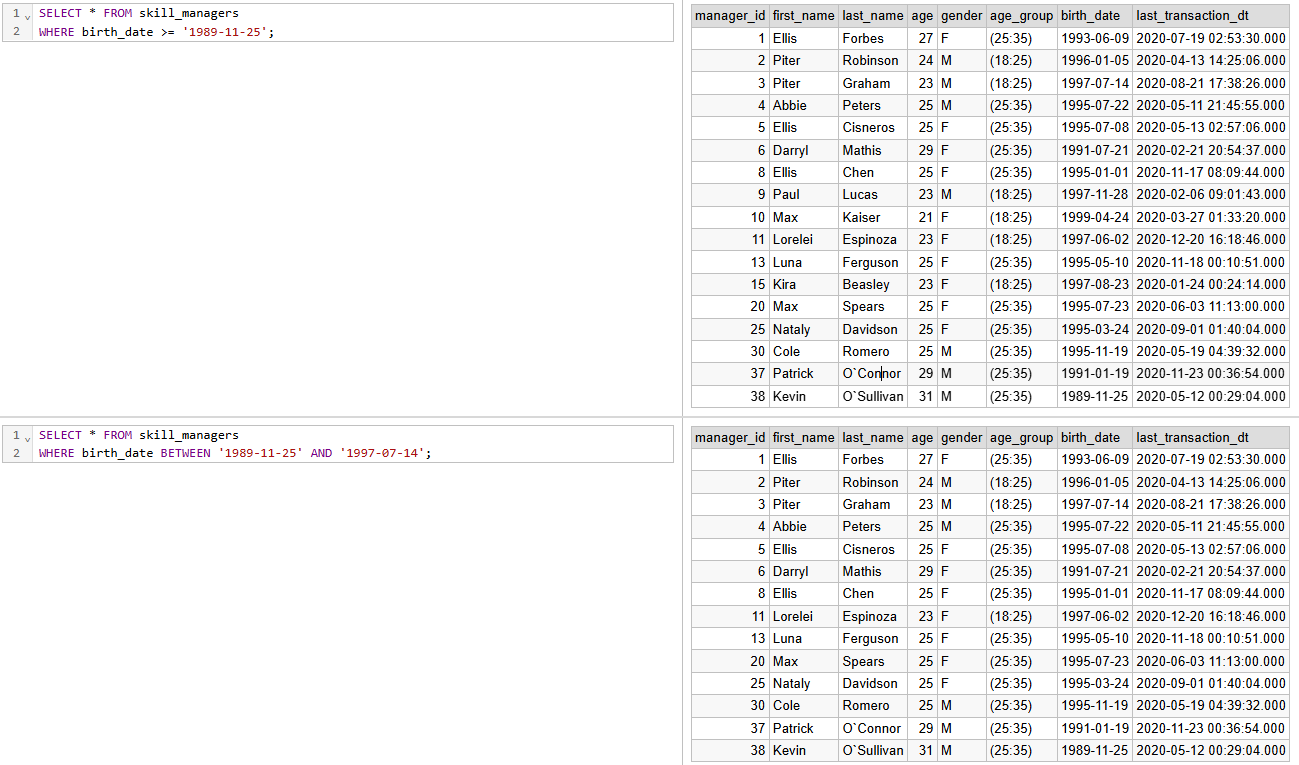 1 SELECT * FROM skill_managers
2 WHERE birth_date >= '1989-11-25';
manager_id first_name last_name age gender age_group birth_date last_transaction_dt
1 Ellis Forbes 27 F (25:35) 1993-06-09 2020-07-19 02:53:30.000
2 Piter Robinson 24 M (18:25) 1996-01-05 2020-04-13 14:25:06.000
3 Piter Graham 23 M (18:25) 1997-07-14 2020-08-21 17:38:26.000
4 Abbie Peters 25 M (25:35) 1995-07-22 2020-05-11 21:45:55.000
5 Ellis Cisneros 25 F (25:35) 1995-07-08 2020-05-13 02:57:06.000
6 Darryl Mathis 29 F (25:35) 1991-07-21 2020-02-21 20:54:37.000
8 Ellis Chen 25 F (25:35) 1995-01-01 2020-11-17 08:09:44.000
9 Paul Lucas 23 M (18:25) 1997-11-28 2020-02-06 09:01:43.000
10 Max Kaiser 21 F (18:25) 1999-04-24 2020-03-27 01:33:20.000
11 Lorelei Espinoza 23 F (18:25) 1997-06-02 2020-12-20 16:18:46.000
13 Luna Ferguson 25 F (25:35) 1995-05-10 2020-11-18 00:10:51.000
15 Kira Beasley 23 F (18:25) 1997-08-23 2020-01-24 00:24:14.000
20 Max Spears 25 F (25:35) 1995-07-23 2020-06-03 11:13:00.000
25 Nataly Davidson 25 F (25:35) 1995-03-24 2020-09-01 01:40:04.000
30 Cole Romero 25 M (25:35) 1995-11-19 2020-05-19 04:39:32.000
37 Patrick O`Connor 29 M (25:35) 1991-01-19 2020-11-23 00:36:54.000
38 Kevin O`Sullivan 31 M (25:35) 1989-11-25 2020-05-12 00:29:04.000
1 SELECT * FROM skill_managers
2 WHERE birth_date BETWEEN '1989-11-25' AND '1997-07-14';
manager_id first_name last_name age gender age_group birth_date last_transaction_dt
1 Ellis Forbes 27 F (25:35) 1993-06-09 2020-07-19 02:53:30.000
2 Piter Robinson 24 M (18:25) 1996-01-05 2020-04-13 14:25:06.000
3 Piter Graham 23 M (18:25) 1997-07-14 2020-08-21 17:38:26.000
4 Abbie Peters 25 M (25:35) 1995-07-22 2020-05-11 21:45:55.000
5 Ellis Cisneros 25 F (25:35) 1995-07-08 2020-05-13 02:57:06.000
6 Darryl Mathis 29 F (25:35) 1991-07-21 2020-02-21 20:54:37.000
8 Ellis Chen 25 F (25:35) 1995-01-01 2020-11-17 08:09:44.000
11 Lorelei Espinoza 23 F (18:25) 1997-06-02 2020-12-20 16:18:46.000
13 Luna Ferguson 25 F (25:35) 1995-05-10 2020-11-18 00:10:51.000
20 Max Spears 25 F (25:35) 1995-07-23 2020-06-03 11:13:00.000
25 Nataly Davidson 25 F (25:35) 1995-03-24 2020-09-01 01:40:04.000
30 Cole Romero 25 M (25:35) 1995-11-19 2020-05-19 04:39:32.000
37 Patrick O`Connor 29 M (25:35) 1991-01-19 2020-11-23 00:36:54.000
38 Kevin O`Sullivan 31 M (25:35) 1989-11-25 2020-05-12 00:29:04.000